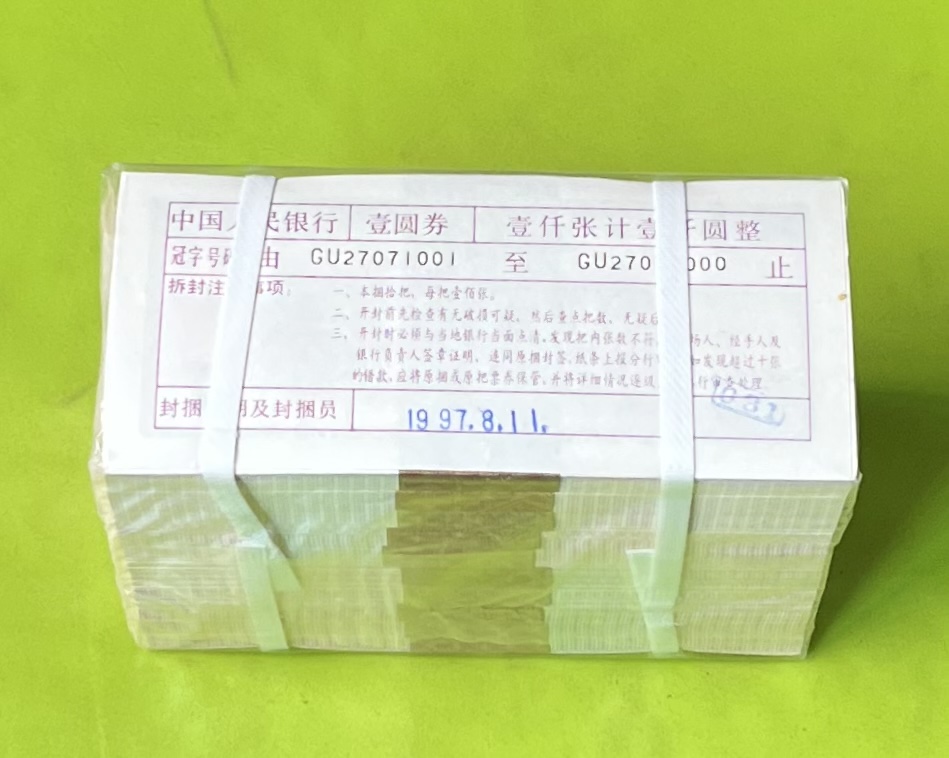 中国人民银行 壹圆券 壹仟张计壹仟圆整
冠字号码由 GU27071001 至 GU270 000 止
拆封注 事项：
一、本捆拾把，每把壹佰张。
二、开封前先检查有无破损可疑，然后查点把数，无疑后
三、开封时必须与当地银行当面点清，发现把内张数不符， 场人、经手人及
银行负责人签章证明，连同原捆封签、纸条上报分行 如发现超过十张
的错款，应将原捆或原把票券保管，并将详细情况逐级 行审查处理
封捆 期及封捆员 1997.8.11.